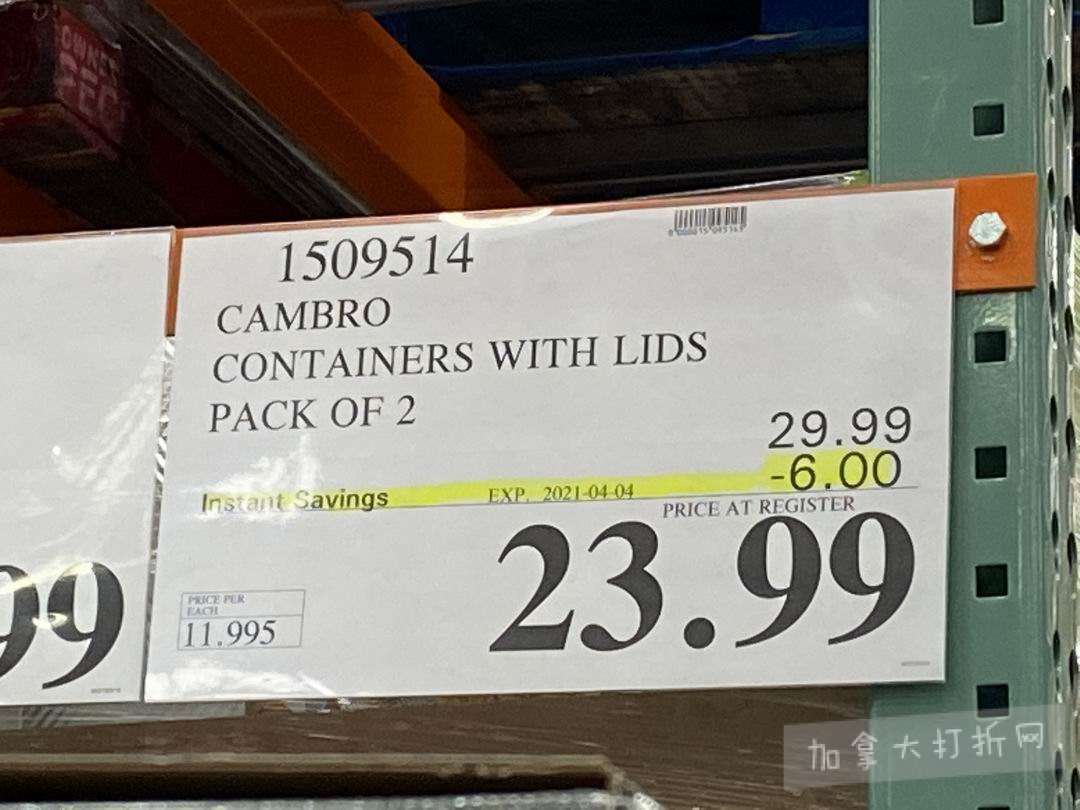 1509514
CAMBRO
CONTAINERS WITH LIDS
PACK OF 2
29.99
-6.00
Instant Savings EXP. 2021-04-04
PRICE AT REGISTER
23.99
PRICE PER
EACH
11.995
99
加拿大打折网